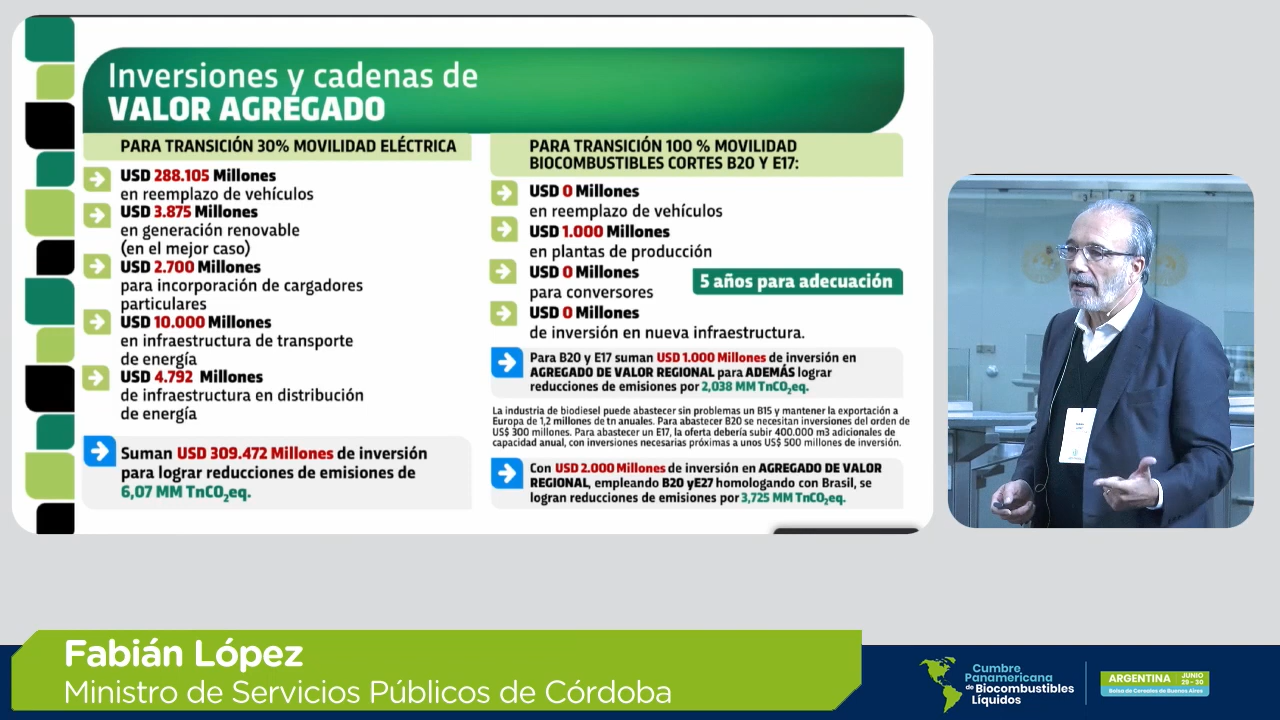 Inversiones y cadenas de
VALOR AGREGADO
PARA TRANSICIÓN 30% MOVILIDAD ELÉCTRICA
USD 288.105 Millones
en reemplazo de vehículos
USD 3.875 Millones
en generación renovable
(en el mejor caso)
USD 2.700 Millones
para incorporación de cargadores
particulares
USD 10.000 Millones
en infraestructura de transporte
de energía
USD 4.792 Millones
de infraestructura en distribución
de energía
Suman USD 309.472 Millones de inversión
para lograr reducciones de emisiones de
6,07 MM TnCO₂eq.
PARA TRANSICIÓN 100 % MOVILIDAD
BIOCOMBUSTIBLES CORTES B20 Y E17:
USD 0 Millones
en reemplazo de vehículos
USD 1.000 Millones
en plantas de producción
USD 0 Millones
para conversores
5 años para adecuación
USD 0 Millones
de inversión en nueva infraestructura.
Para B20 y E17 suman USD 1.000 Millones de inversión en
AGREGADO DE VALOR REGIONAL para ADEMÁS lograr
reducciones de emisiones por 2,038 MM TnCO₂eq.
La industria de biodiesel puede abastecer sin problemas un B15 y mantener la exportación a
Europa de 1,2 millones de tn anuales. Para abastecer B20 se necesitan inversiones del orden de
US$ 300 millones. Para abastecer un E17, la oferta debería subir 400.000 m3 adicionales de
capacidad anual, con inversiones necesarias próximas a unos US$ 500 millones de inversión.
Con USD 2.000 Millones de inversión en AGREGADO DE VALOR
REGIONAL, empleando B20 yE27 homologando con Brasil, se
logran reducciones de emisiones por 3,725 MM TnCO₂eq.
Fabián López
Ministro de Servicios Públicos de Córdoba
Cumbre
Panamericana
de Biocombustibles
Líquidos
ARGENTINA
JUNIO
29 - 30
Bolsa de Cereales de Buenos Aires